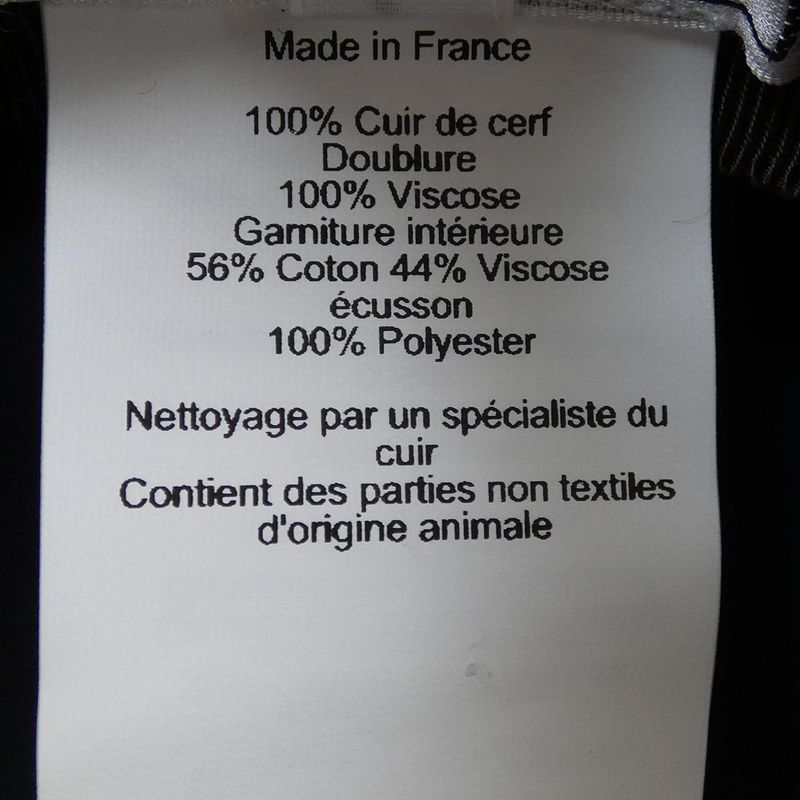 Made in France
100% Cuir de cerf
Doublure
100% Viscose
Garniture intérieure
56% Coton 44% Viscose
écusson
100% Polyester
Nettoyage par un spécialiste du
cuir
Contient des parties non textiles
d'origine animale